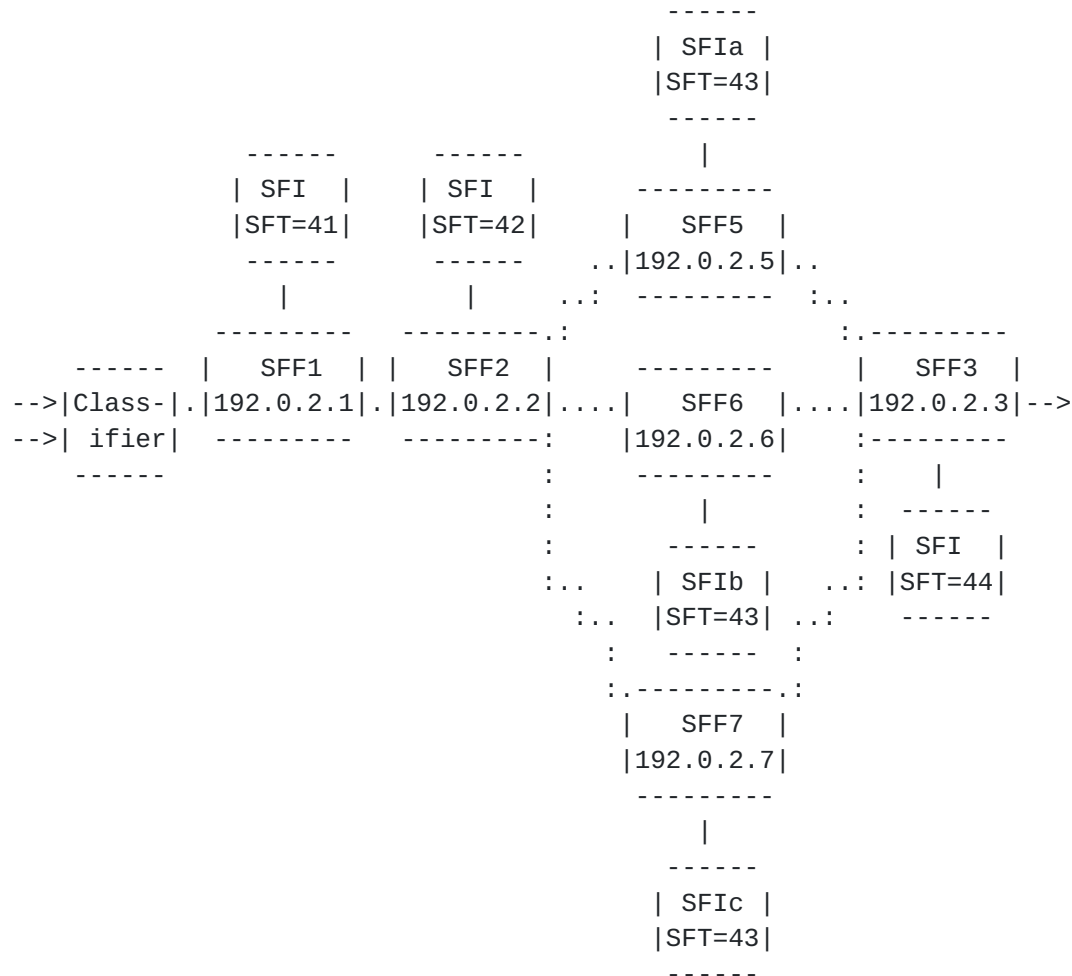 ------
| SFIa |
|SFT=43|
------
------ ------ |
| SFI | | SFI | ---------
|SFT=41| |SFT=42| | SFF5 |
------ ------ ..|192.0.2.5|..
| | ..: --------- :..
--------- ---------.: :.---------
------ | SFF1 | | SFF2 | --------- | SFF3 |
-->|Class-|.|192.0.2.1|.|192.0.2.2|....| SFF6 |....|192.0.2.3|-->
-->| ifier| --------- ---------: |192.0.2.6| :---------
------ : --------- : |
: | : ------
: ------ : | SFI |
:.. | SFIb | ..: |SFT=44|
:.. |SFT=43| ..: ------
: ------ :
:.---------.:
| SFF7 |
|192.0.2.7|
---------
|
------
| SFIc |
|SFT=43|
------